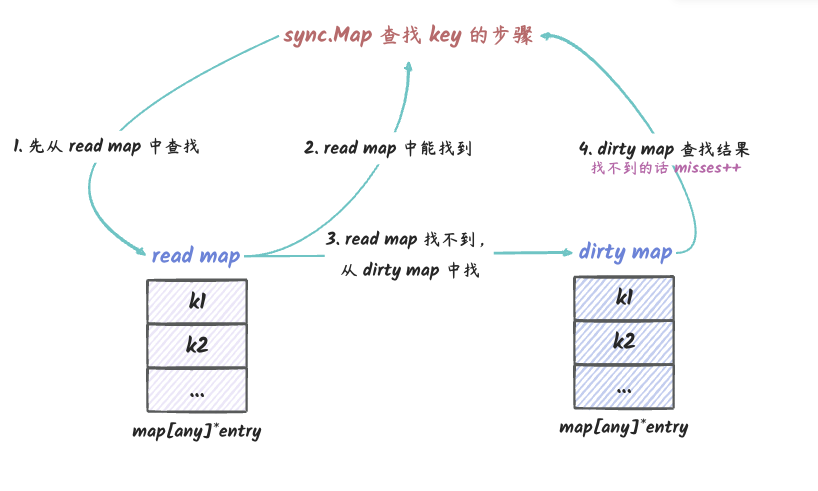 sync.Map 查找 key 的步骤
1. 先从 read map 中查找
2. read map 中能找到
4. dirty map 查找结果
找不到的话 misses++
3. read map 找不到，
从 dirty map 中找
read map
k1
k2
...
map[any]*entry
dirty map
k1
k2
...
map[any]*entry